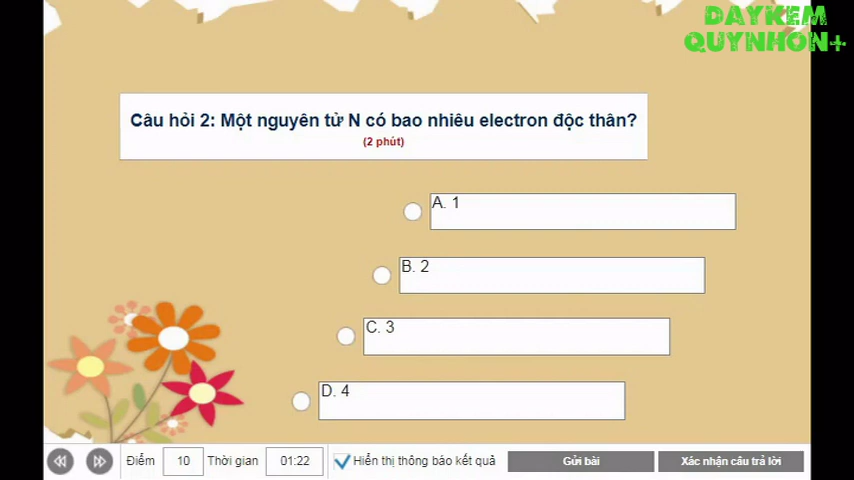 DAYKEM
QUYNHON+
Câu hỏi 2: Một nguyên tử N có bao nhiêu electron độc thân?
(2 phút)
A. 1
B. 2
C. 3
D. 4
Điểm 10 Thời gian 01:22 Hiển thị thông báo kết quả Gửi bài Xác nhận câu trả lời